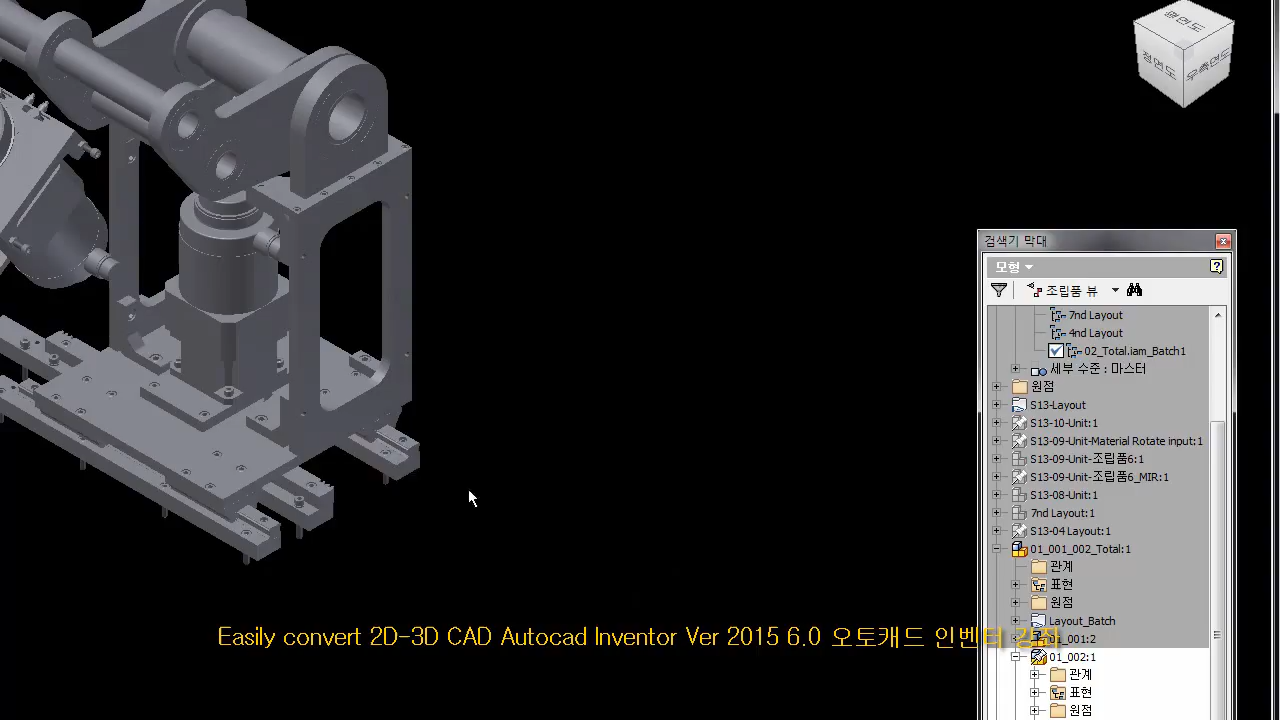 평면도
정면도
우측면도
검색기 막대
모형
?
조립품 뷰
7nd Layout
4nd Layout
02_Total.iam_Batch1
세부 수준 : 마스터
원점
S13-Layout
S13-10-Unit:1
S13-09-Unit-Material Rotate input:1
S13-09-Unit-조립품6:1
S13-09-Unit-조립품6_MIR:1
S13-08-Unit:1
7nd Layout:1
S13-04 Layout:1
01_001_002_Total:1
관계
표현
원점
Layout_Batch
Easily convert 2D-3D CAD Autocad Inventor Ver 2015 6.0 오토캐드 인벤터 강좌
01_001:2
01_002:1
관계
표현
원점